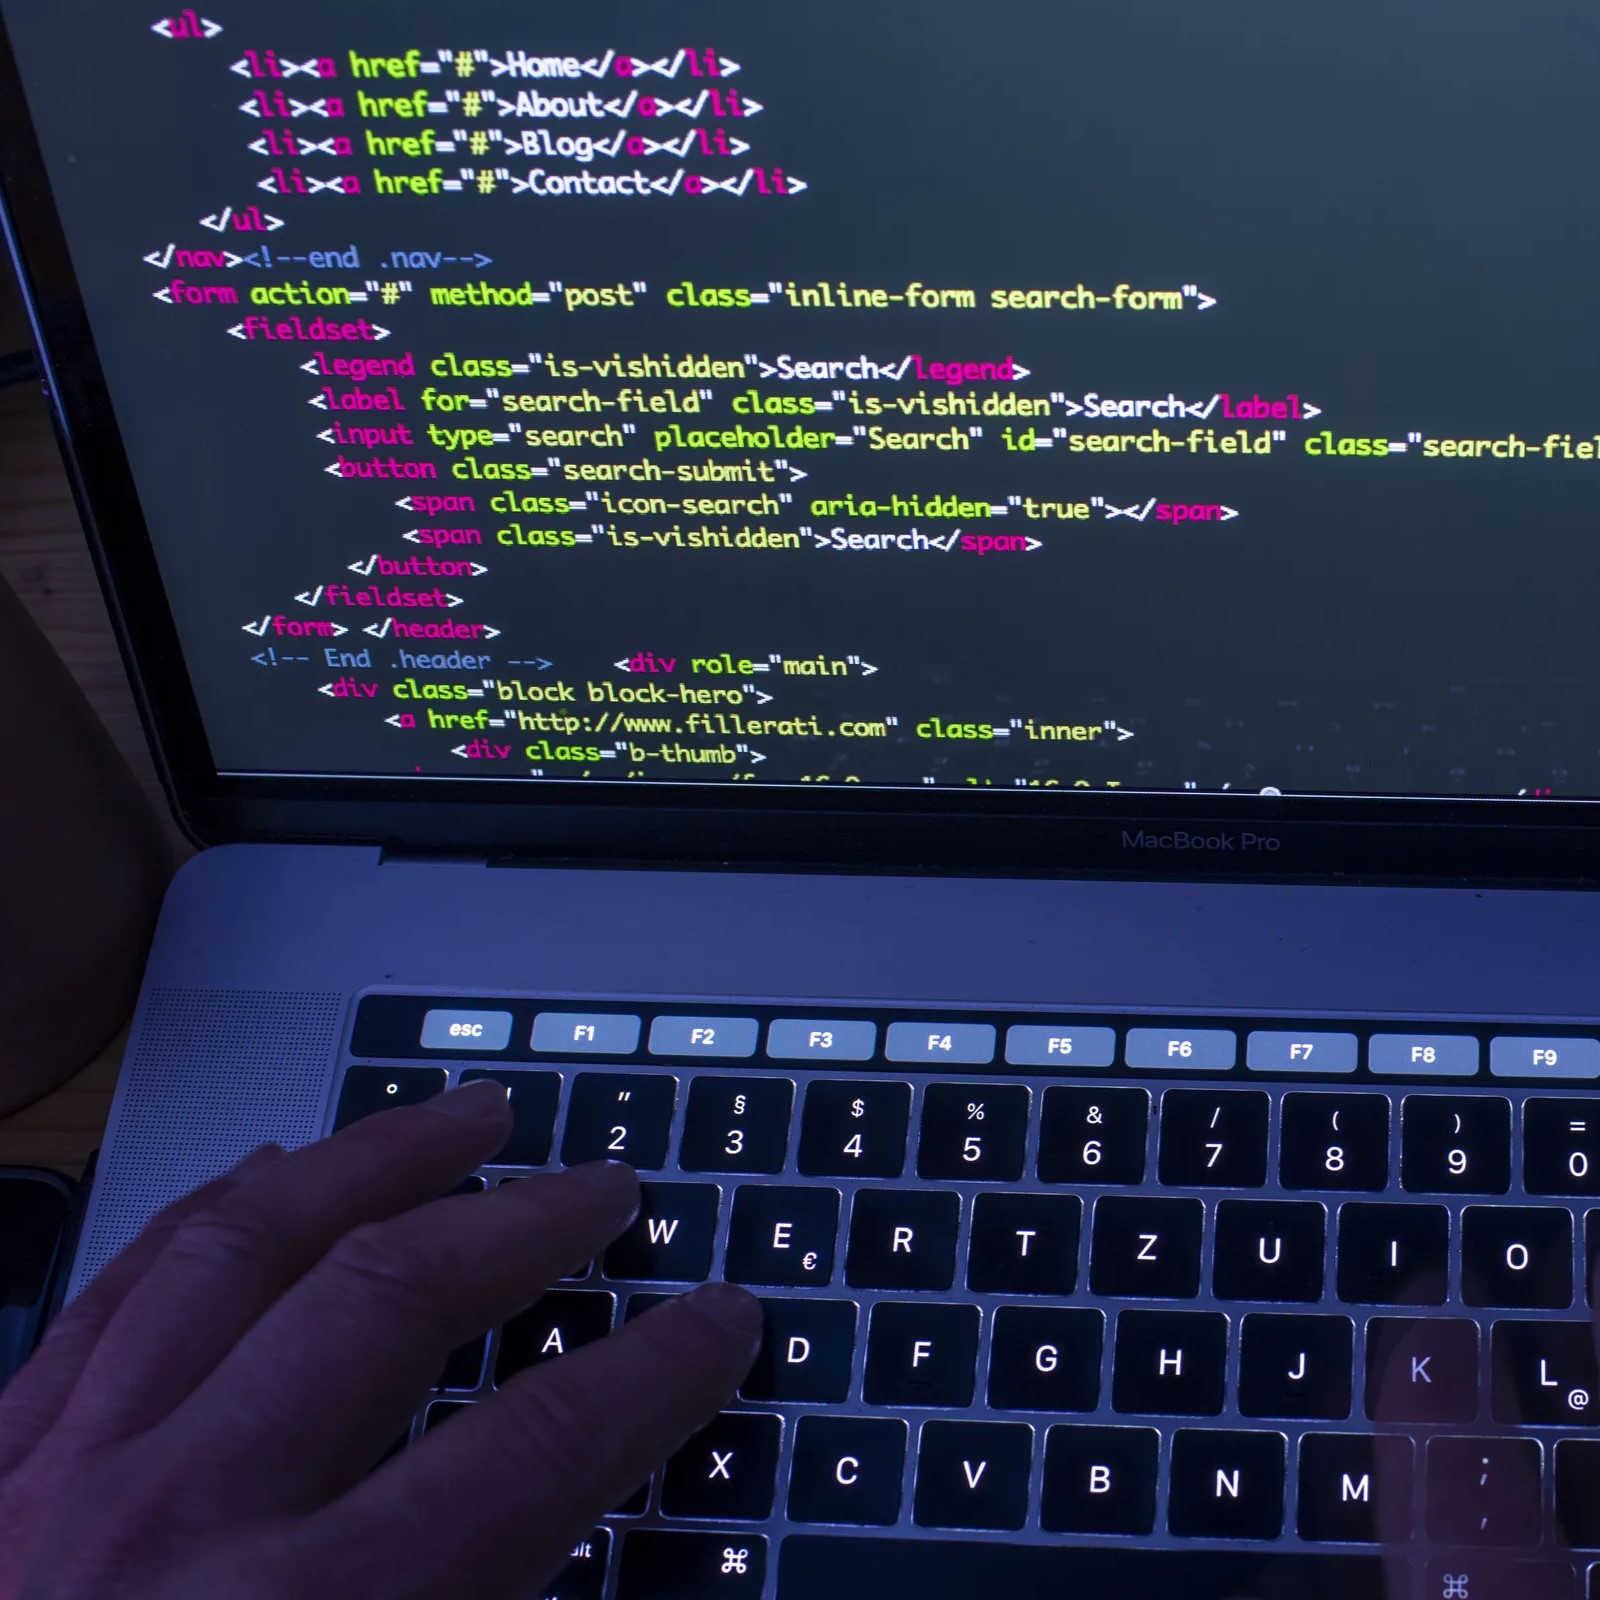 <ul>
<li><a href="#">Home</a></li>
<li><a href="#">About</a></li>
<li><a href="#">Blog</a></li>
<li><a href="#">Contact</a></li>
</ul>
</nav><!--end .nav-->
<form action="#" method="post" class="inline-form search-form">
<fieldset>
<legend class="is-vishidden">Search</legend>
<label for="search-field" class="is-vishidden">Search</label>
<input type="search" placeholder="Search" id="search-field" class="search-fiel
<button class="search-submit">
<span class="icon-search" aria-hidden="true"></span>
<span class="is-vishidden">Search</span>
</button>
</fieldset>
</form> </header>
<!-- End .header --> <div role="main">
<div class="block block-hero">
<a href="http://www.fillerati.com" class="inner">
<div class="b-thumb">
MacBook Pro
esc F1 F2 F3 F4 F5 F6 F7 F8 F9
° " § $ % & / ( ) =
2 3 4 5 6 7 8 9 0
W E € R T Z U I O
A D F G H J K L @
X C V B N M ; ,
⌘ ⌘